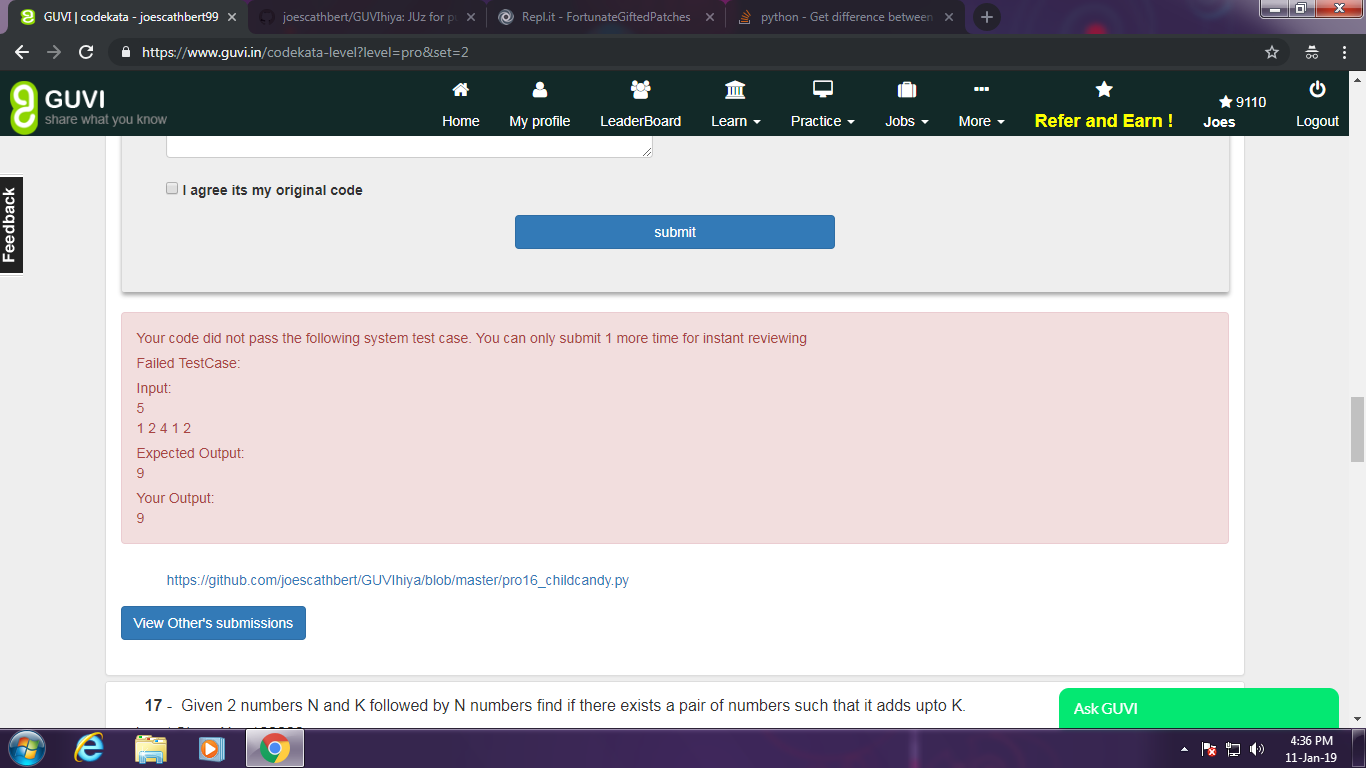 GUVI | codekata - joescathbert99
joescathbert/GUVIhiya: JUz for pu
Repl.it - FortunateGiftedPatches
python - Get difference between
https://www.guvi.in/codekata-level?level=pro&set=2
GUVI
share what you know
Home
My profile
LeaderBoard
Learn
Practice
Jobs
More
Refer and Earn !
9110
Joes
Logout
Feedback
I agree its my original code
submit
Your code did not pass the following system test case. You can only submit 1 more time for instant reviewing
Failed TestCase:
Input:
5
1 2 4 1 2
Expected Output:
9
Your Output:
9
https://github.com/joescathbert/GUVIhiya/blob/master/pro16_childcandy.py
View Other's submissions
17 - Given 2 numbers N and K followed by N numbers find if there exists a pair of numbers such that it adds upto K.
Ask GUVI
4:36 PM
11-Jan-19